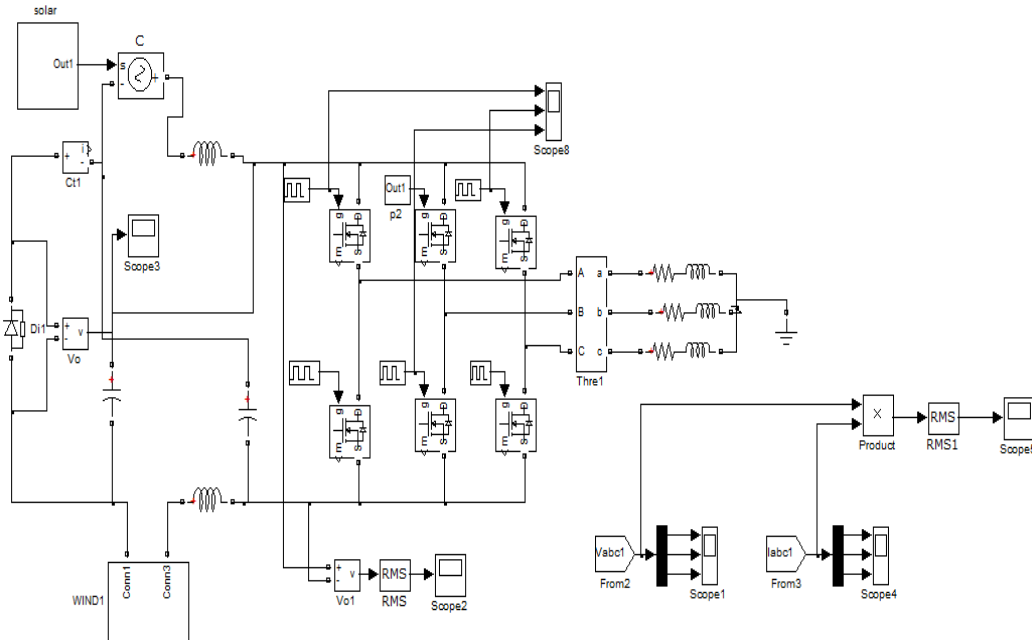 solar
Out1
C
s
-
+
+ i
-
Ct1
Scope3
Di1
+
-
v
Vo
Scope8
Out1
p2
g
D
E
S
g
D
E
S
g
D
E
S
A a
B b
C c
Thre1
g
D
E
S
g
D
E
S
g
D
E
S
X
Product
RMS
RMS1
Scope5
Conn1
Conn3
WIND1
+
-
v
Vo1
RMS
RMS
Scope2
Vabc1
From2
Scope1
Iabc1
From3
Scope4